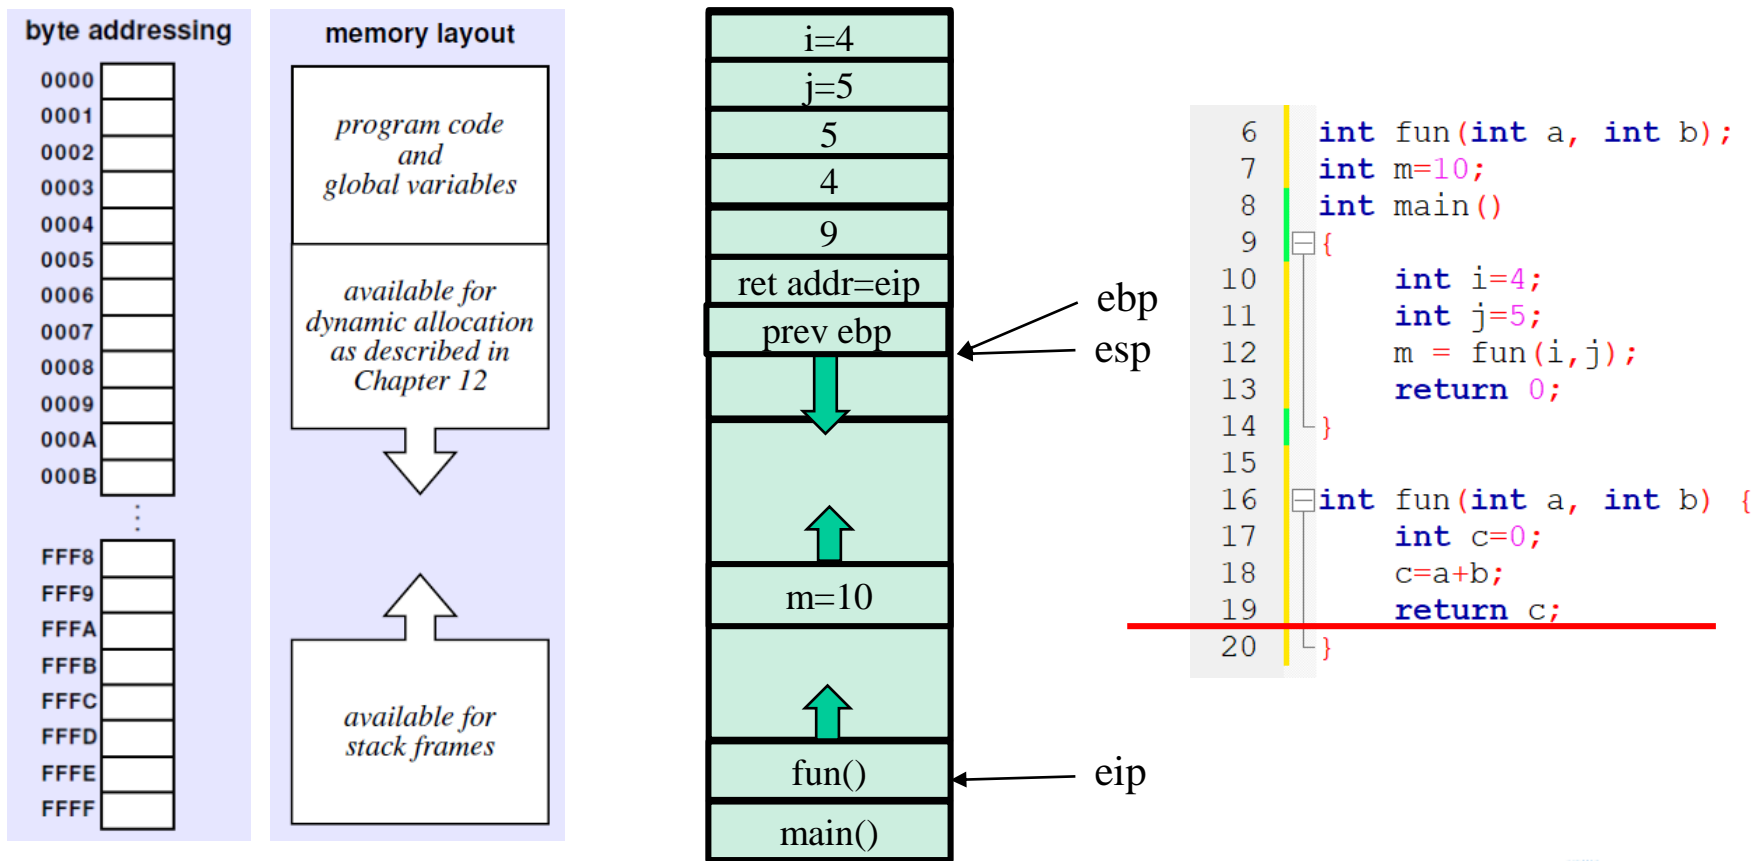 byte addressing
0000
0001
0002
0003
0004
0005
0006
0007
0008
0009
000A
000B
FFF8
FFF9
FFFA
FFFB
FFFC
FFFD
FFFE
FFFF
memory layout
program code
and
global variables
available for
dynamic allocation
as described in
Chapter 12
available for
stack frames
i=4
j=5
5
4
9
ret addr=eip
prev ebp
m=10
fun()
main()
ebp
esp
eip
6 int fun(int a, int b);
7 int m=10;
8 int main()
9 {
10 int i=4;
11 int j=5;
12 m = fun(i,j);
13 return 0;
14 }
15
16 int fun(int a, int b) {
17 int c=0;
18 c=a+b;
19 return c;
20 }